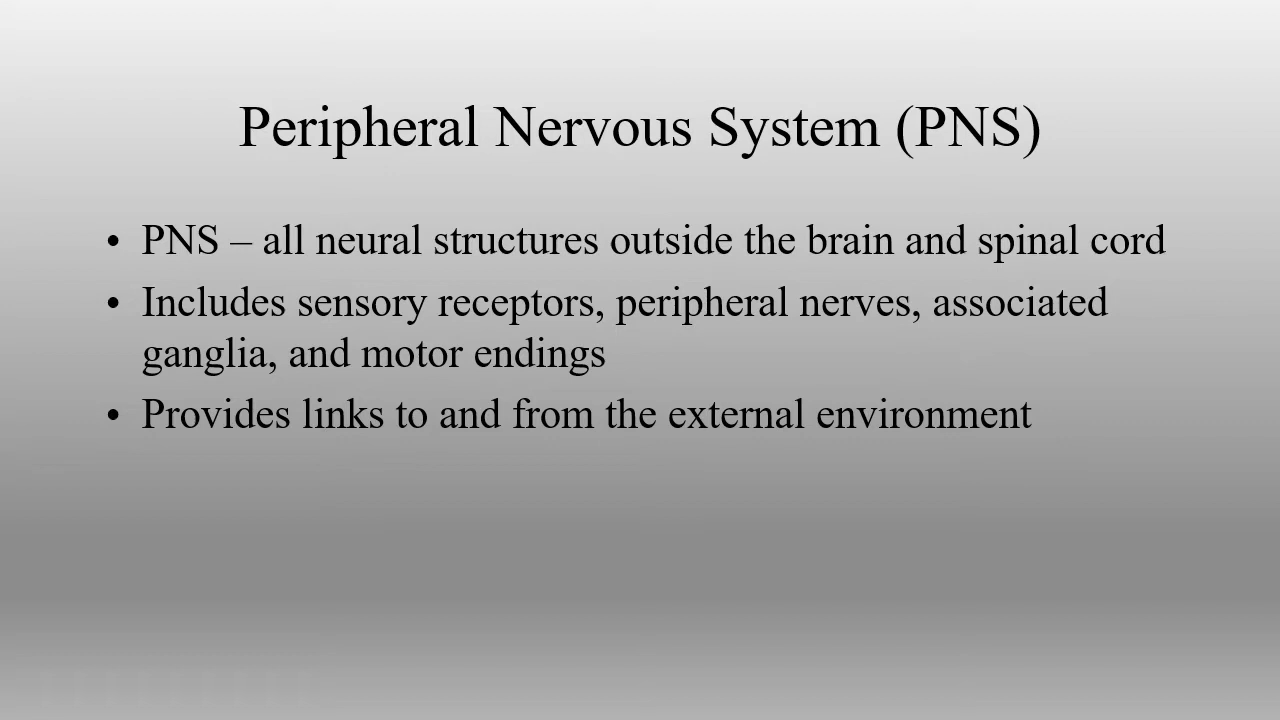 Peripheral Nervous System (PNS)
• PNS – all neural structures outside the brain and spinal cord
• Includes sensory receptors, peripheral nerves, associated
ganglia, and motor endings
• Provides links to and from the external environment